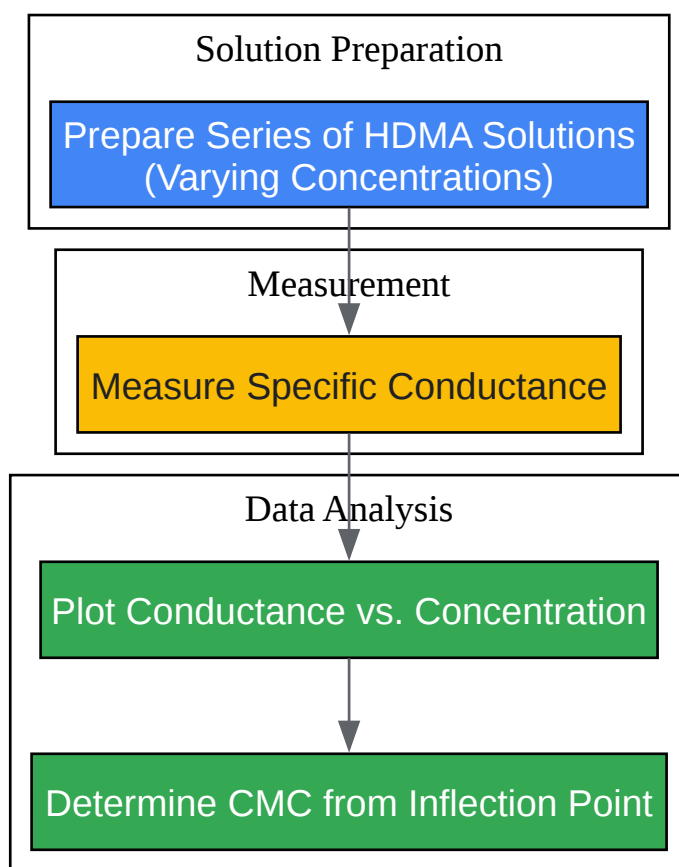 Solution Preparation
Prepare Series of HDMA Solutions
(Varying Concentrations)
Measurement
Measure Specific Conductance
Data Analysis
Plot Conductance vs. Concentration
Determine CMC from Inflection Point